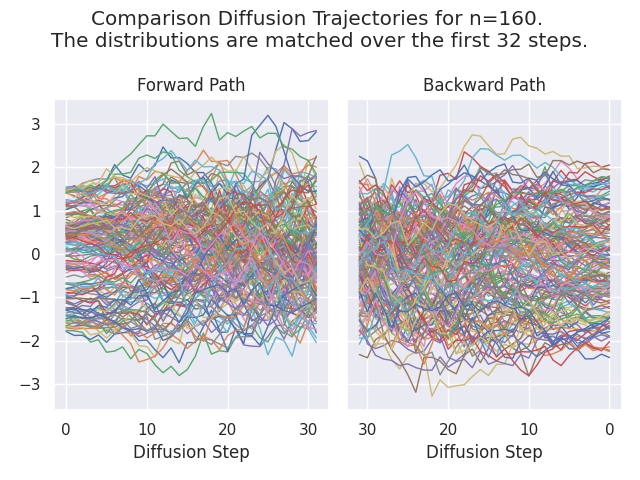 Comparison Diffusion Trajectories for n=160.
The distributions are matched over the first 32 steps.
Forward Path
Backward Path
3
2
1
0
−1
−2
−3
0 10 20 30
30 20 10 0
Diffusion Step
Diffusion Step